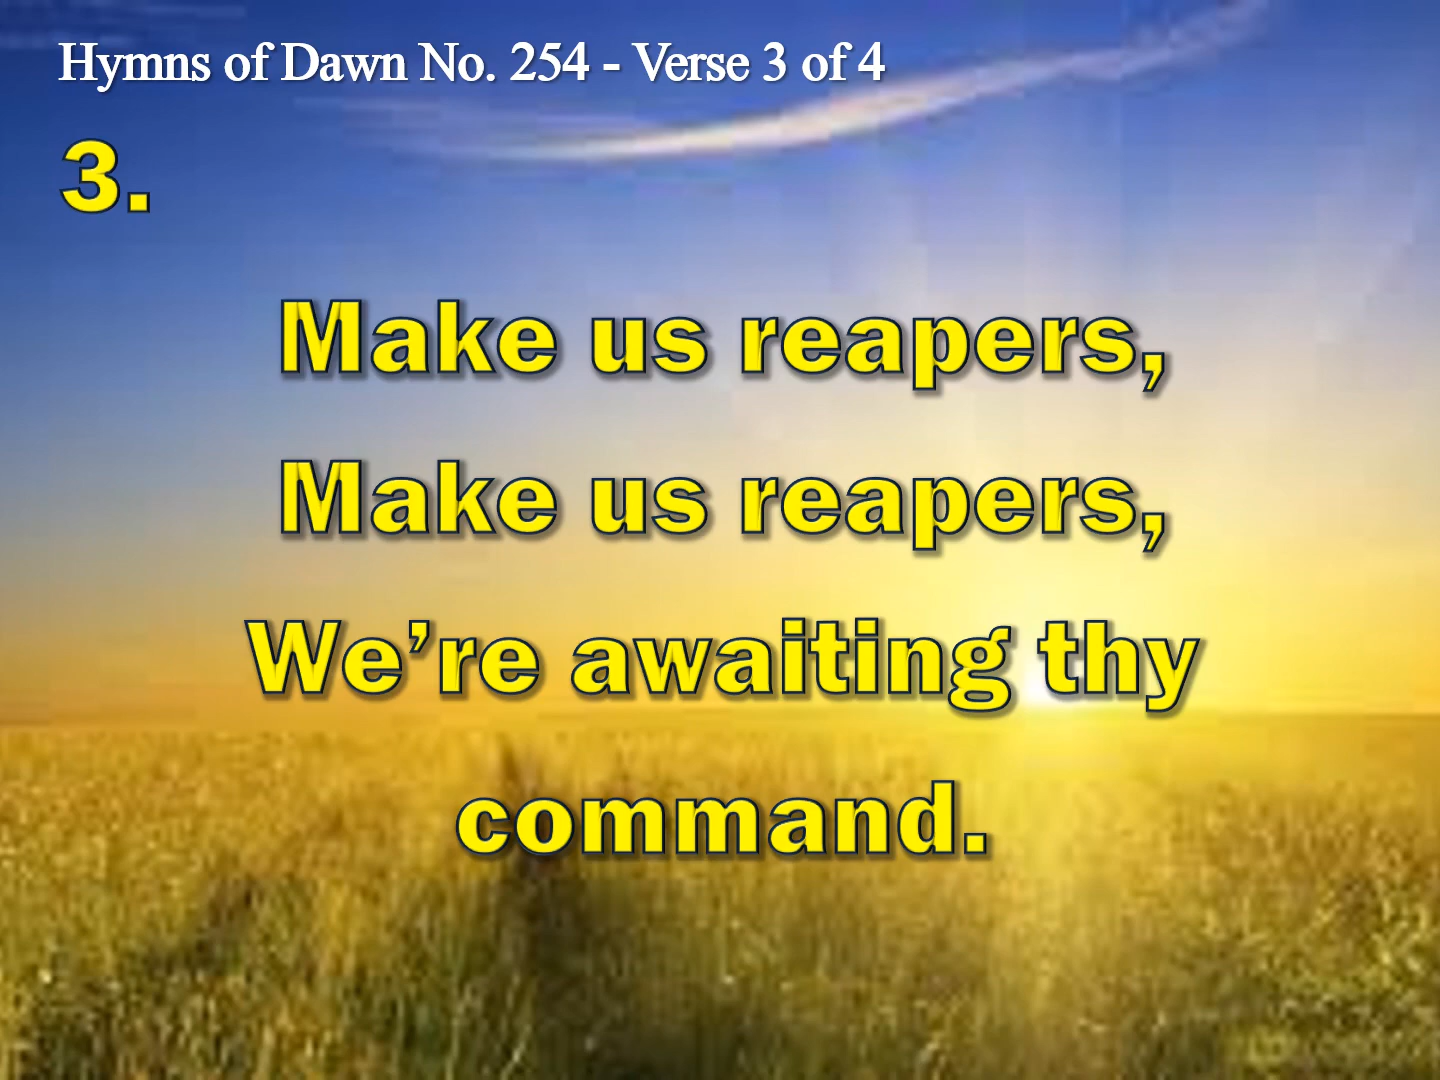 Hymns of Dawn No. 254 - Verse 3 of 4
3.
Make us reapers,
Make us reapers,
We’re awaiting thy
command.